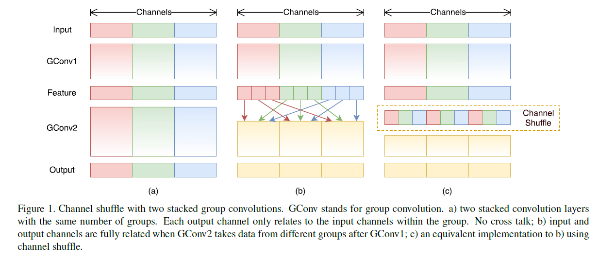 Channels
Channels
Channels
Input
GConv1
Feature
GConv2
Channel
Shuffle
Output
(a)
(b)
(c)
Figure 1. Channel shuffle with two stacked group convolutions. GConv stands for group convolution. a) two stacked convolution layers
with the same number of groups. Each output channel only relates to the input channels within the group. No cross talk; b) input and
output channels are fully related when GConv2 takes data from different groups after GConv1; c) an equivalent implementation to b) using
channel shuffle.